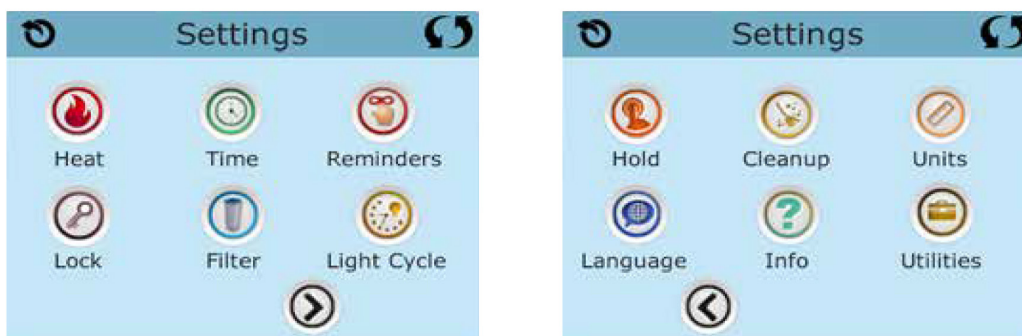 Settings
Heat Time Reminders
Lock Filter Light Cycle
Settings
Hold Cleanup Units
Language Info Utilities